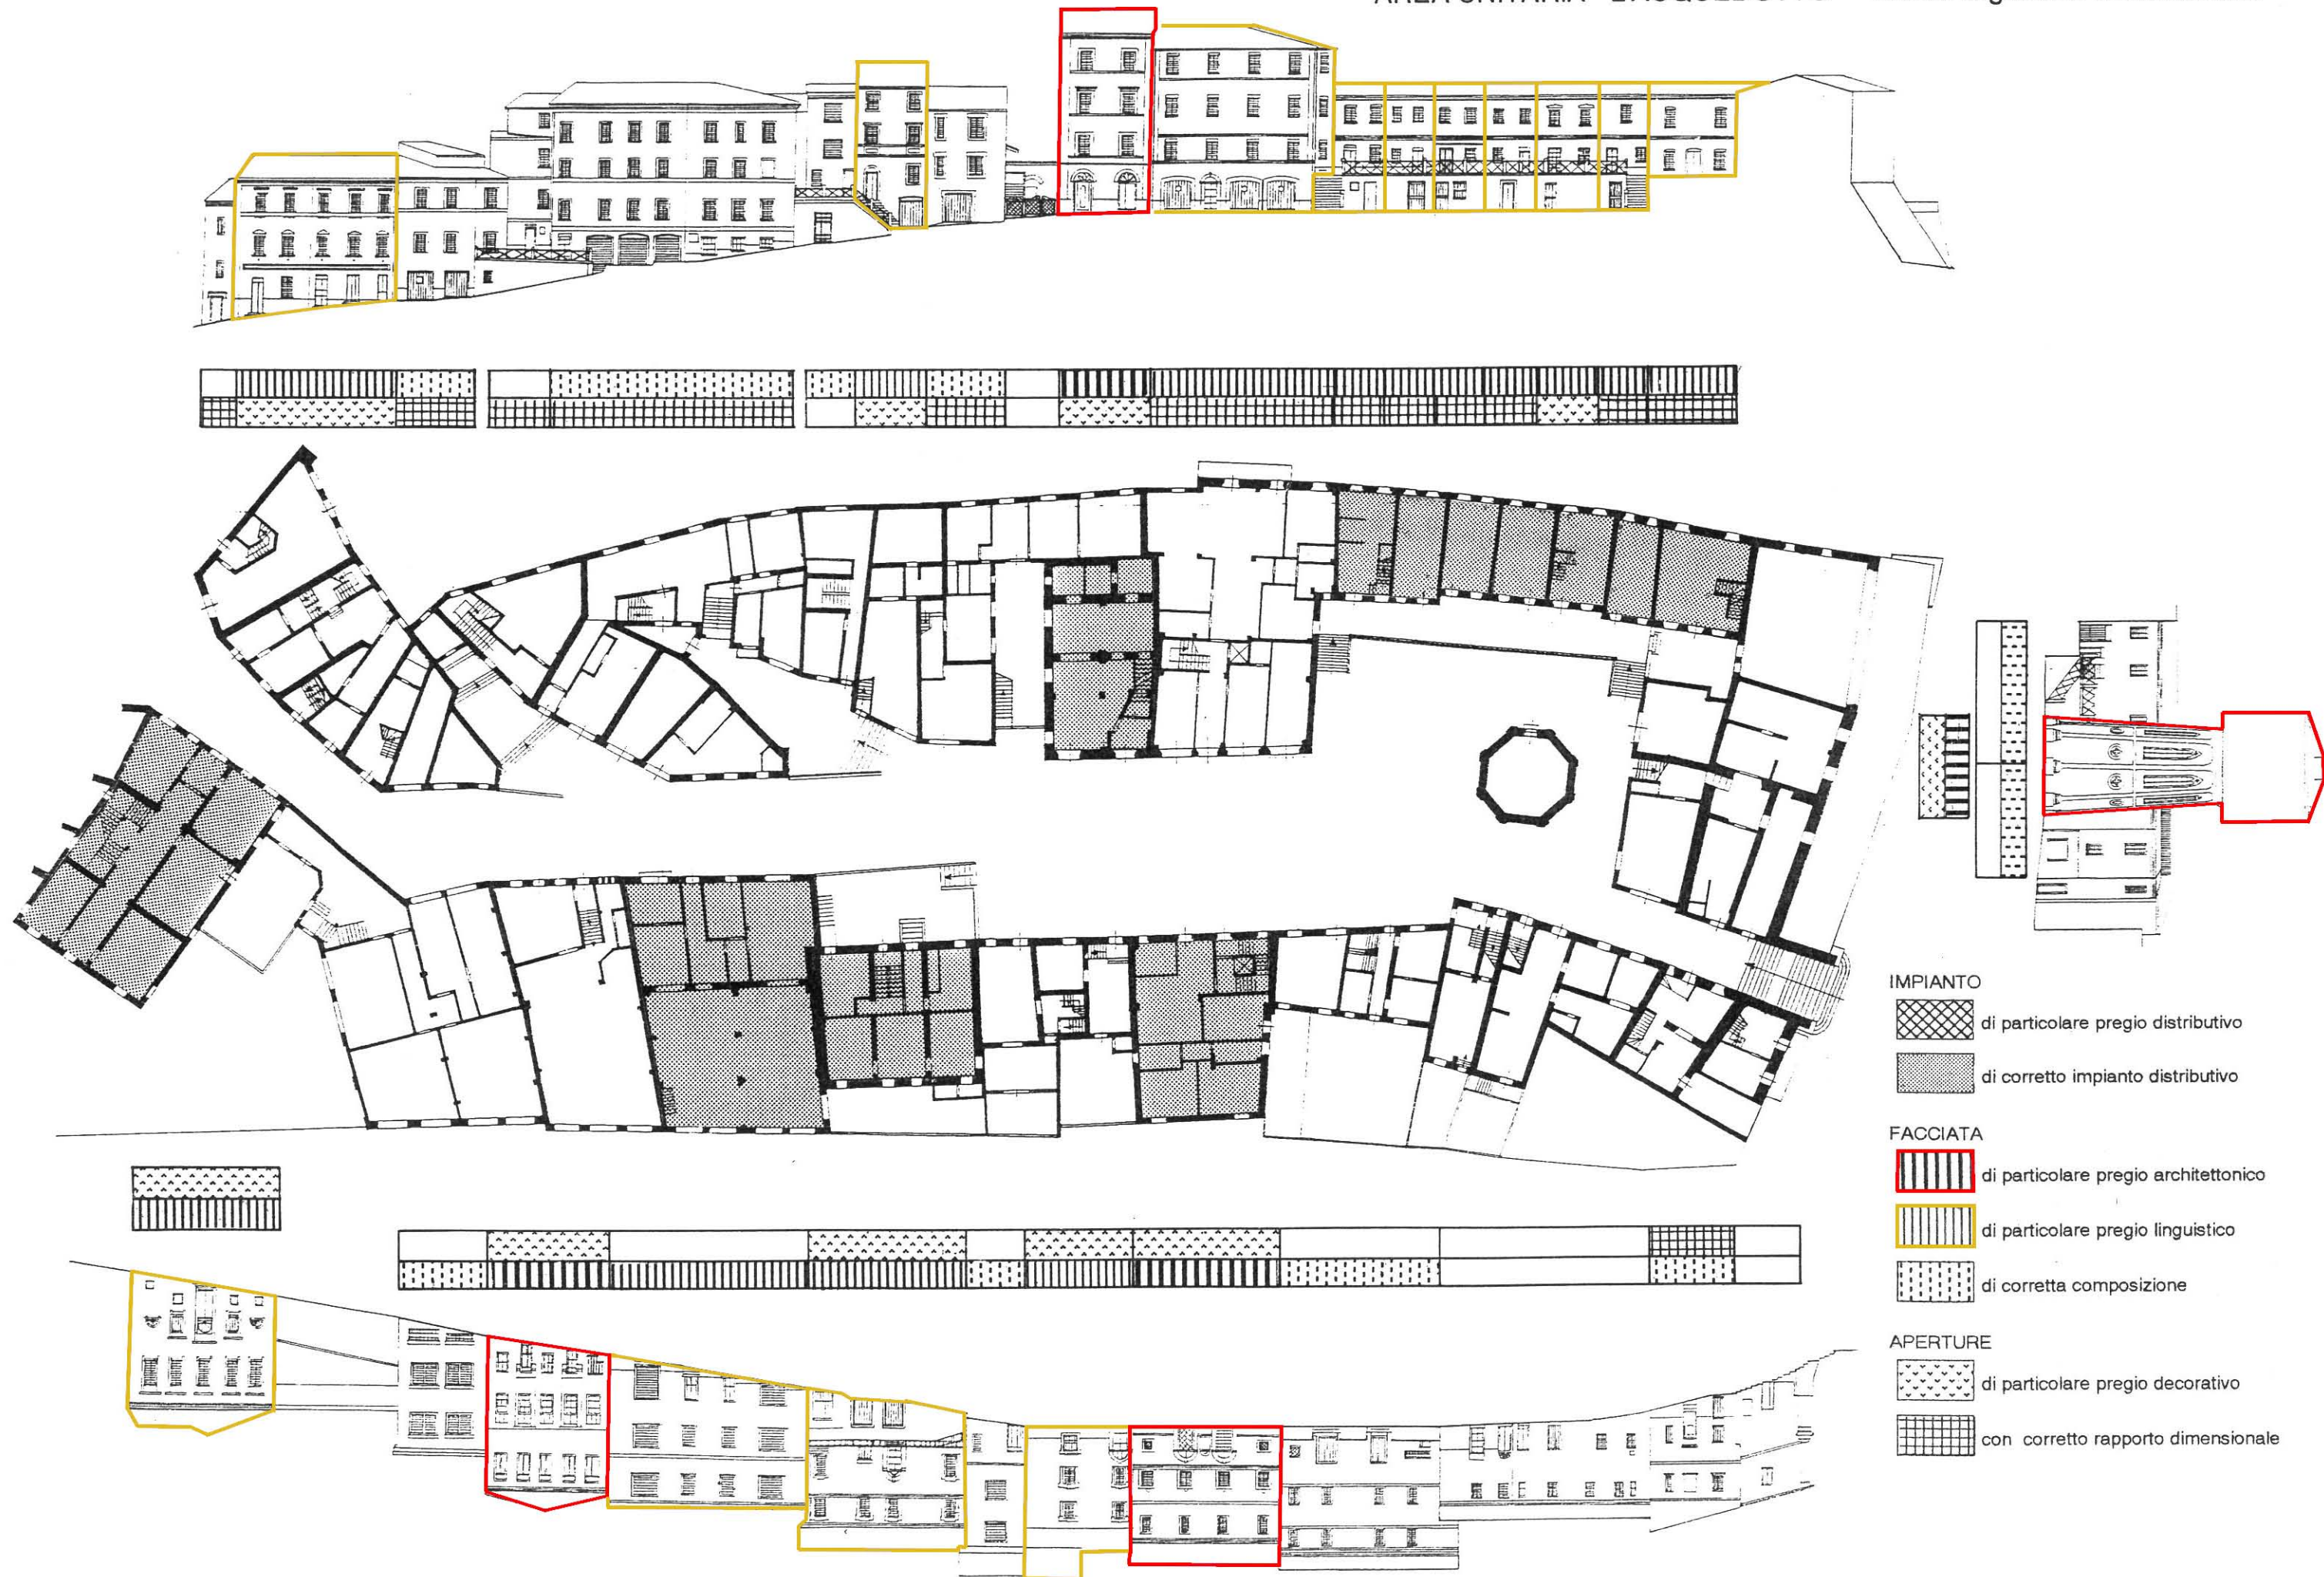 IMPIANTO
di particolare pregio distributivo
di corretto impianto distributivo
FACCIATA
di particolare pregio architettonico
di particolare pregio linguistico
di corretta composizione
APERTURE
di particolare pregio decorativo
con corretto rapporto dimensionale